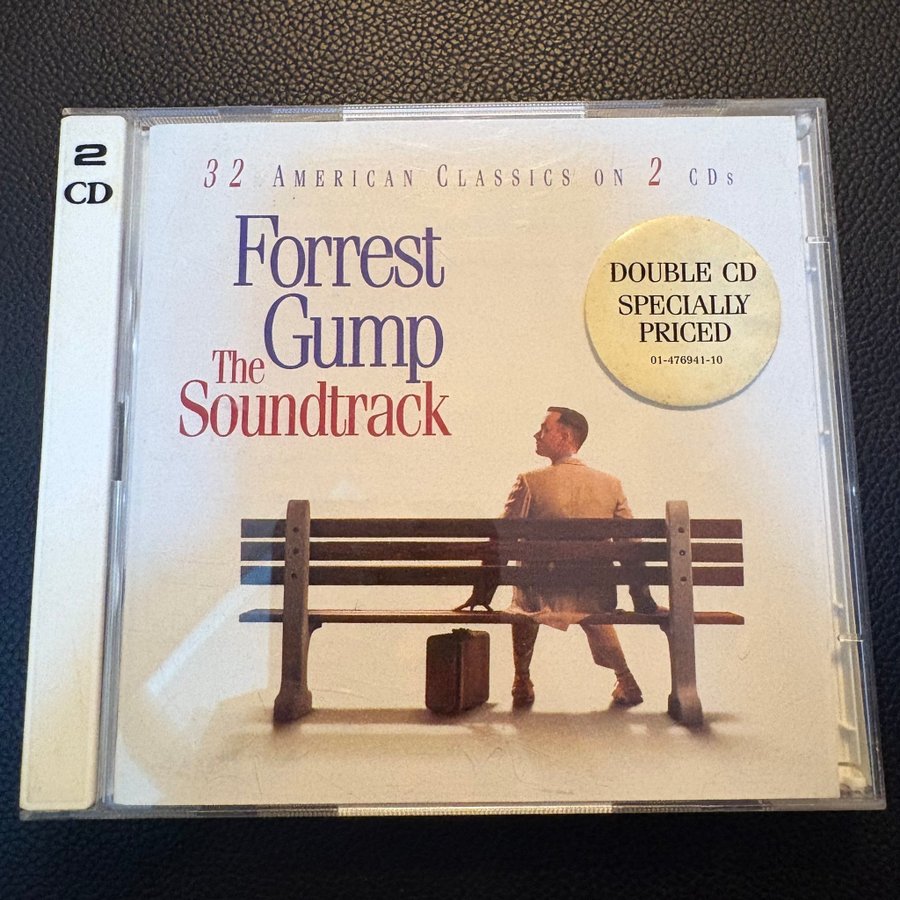 2
CD
32 American Classics on 2 CDs
Forrest
Gump
The
Soundtrack
DOUBLE CD
SPECIALLY
PRICED
01-476941-10